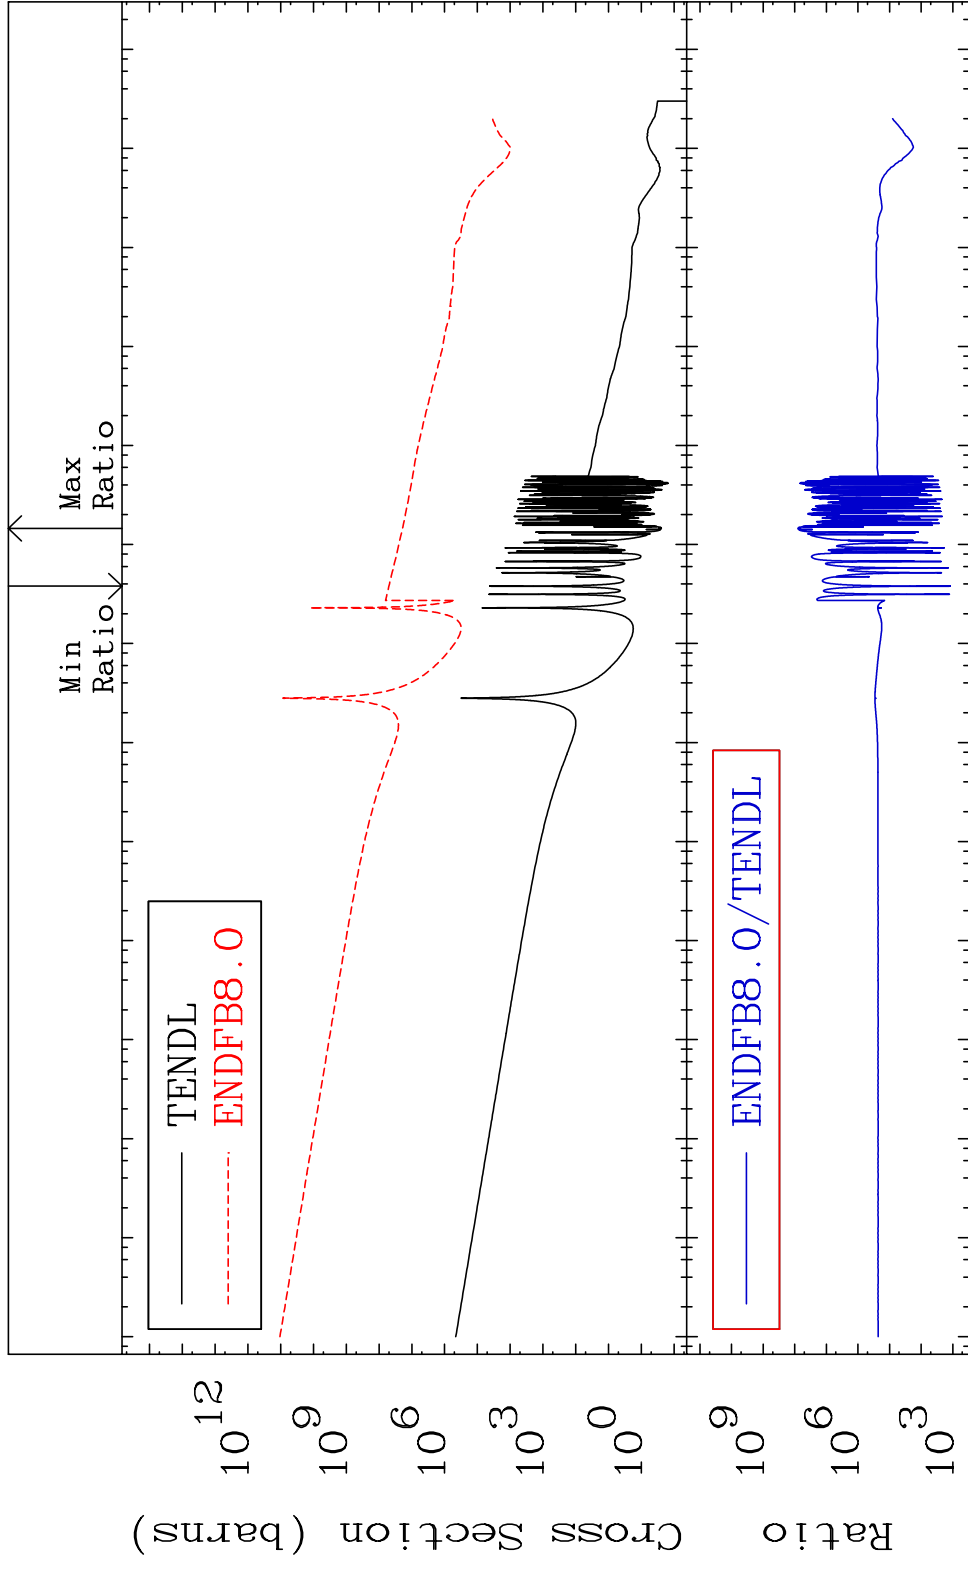 Min
Ratio
Max
Ratio
TENDL
ENDFB8.0
10 12
10 9
10 6
10 3
10 0
Cross Section (barns)
ENDFB8.0/TENDL
10 9
10 6
10 3
Ratio